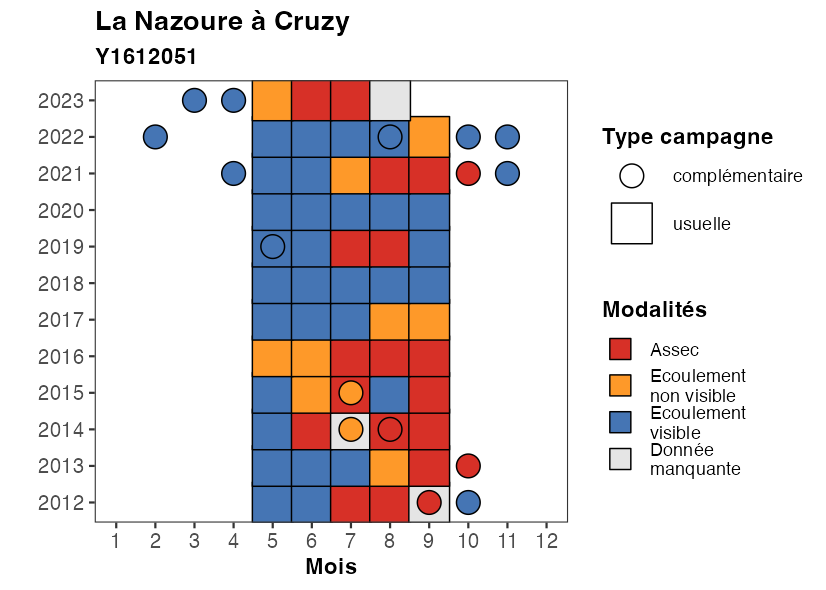 La Nazoure à Cruzy
Y1612051
2023
2022
2021
2020
2019
2018
2017
2016
2015
2014
2013
2012
1 2 3 4 5 6 7 8 9 10 11 12
Mois
Type campagne
complémentaire
usuelle
Modalités
Assec
Ecoulement
non visible
Ecoulement
visible
Donnée
manquante